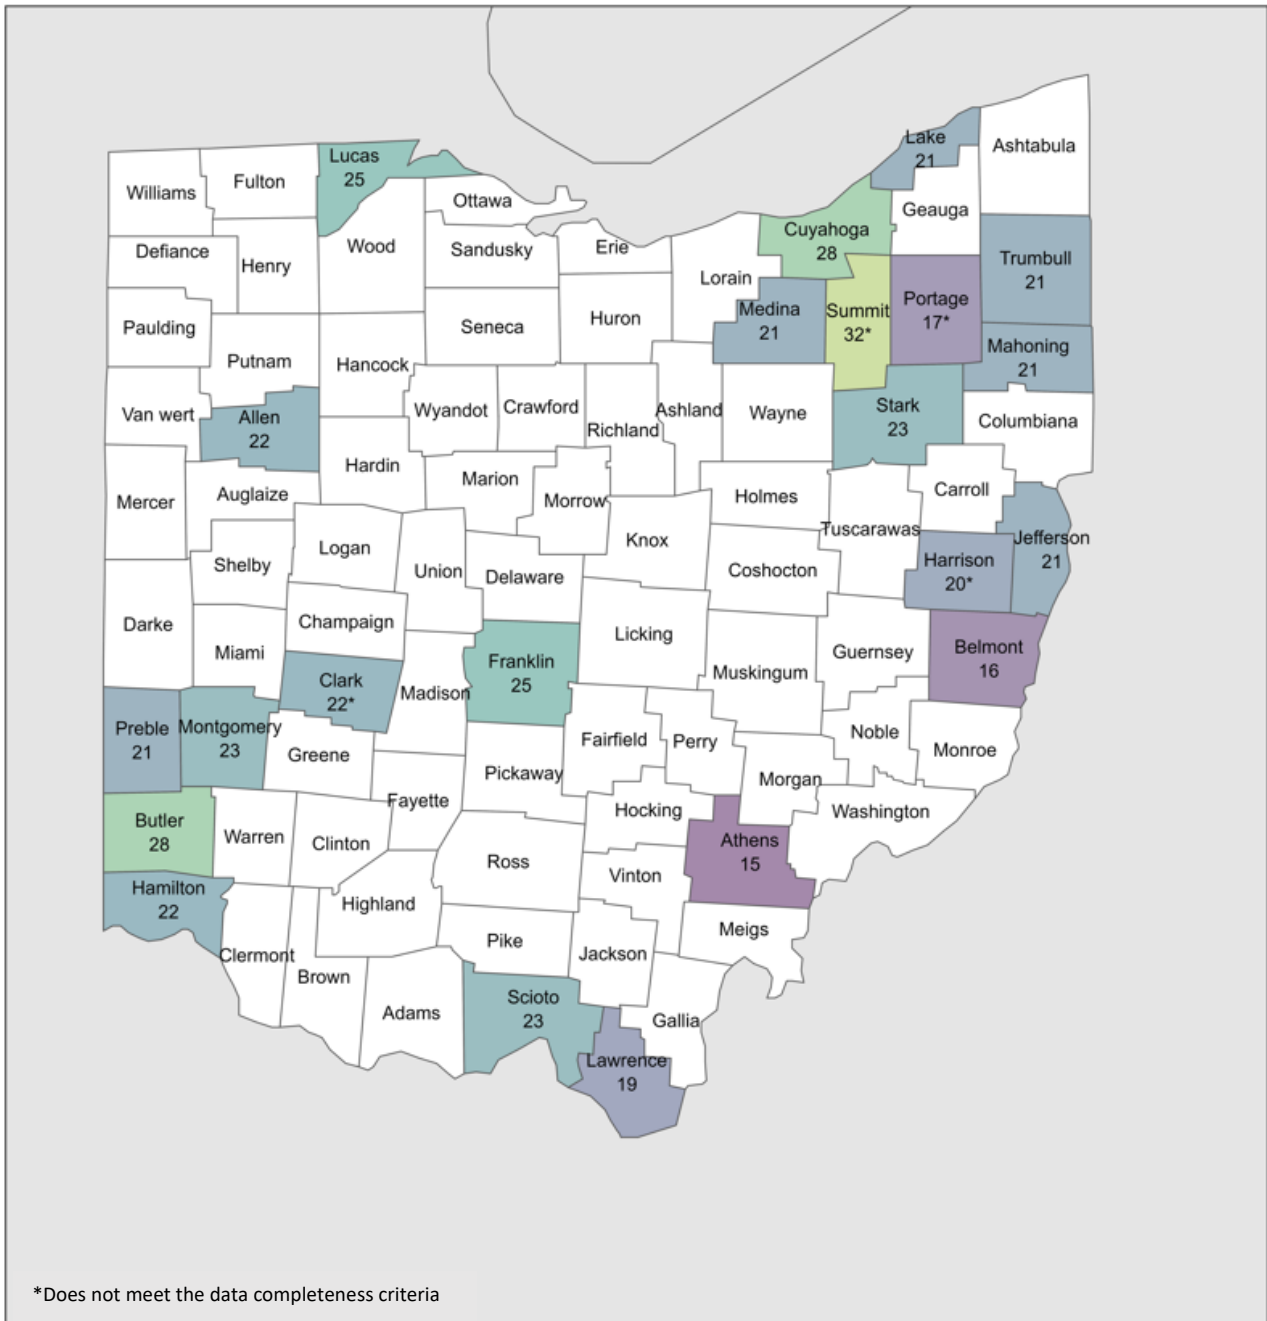 Lake
21
Ashtabula
Lucas
25
Williams
Fulton
Ottawa
Geauga
Cuyahoga
28
Wood
Defiance
Henry
Sandusky
Erie
Lorain
Trumbull
21
Portage
17*
Medina
21
Summit
32*
Paulding
Seneca
Huron
Mahoning
21
Putnam
Hancock
Van wert
Allen
22
Wyandot
Crawford
Ashland
Wayne
Stark
23
Columbiana
Richland
Hardin
Marion
Mercer
Auglaize
Morrow
Holmes
Carroll
Tuscarawas
Jefferson
21
Logan
Knox
Shelby
Union
Delaware
Coshocton
Harrison
20*
Darke
Champaign
Licking
Miami
Guernsey
Belmont
16
Franklin
25
Muskingum
Clark
22*
Madison
Preble
21
Montgomery
23
Greene
Fairfield
Perry
Noble
Monroe
Pickaway
Morgan
Fayette
Hocking
Washington
Butler
28
Warren
Clinton
Athens
15
Ross
Vinton
Hamilton
22
Highland
Meigs
Pike
Clermont
Jackson
Brown
Scioto
23
Adams
Gallia
Lawrence
19
*Does not meet the data completeness criteria